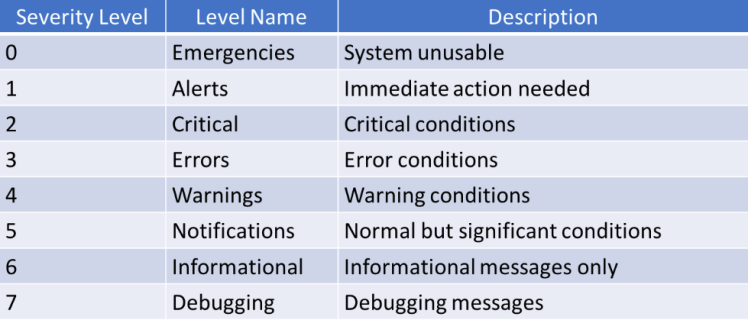 Severity Level Level Name Description
0 Emergencies System unusable
1 Alerts Immediate action needed
2 Critical Critical conditions
3 Errors Error conditions
4 Warnings Warning conditions
5 Notifications Normal but significant conditions
6 Informational Informational messages only
7 Debugging Debugging messages